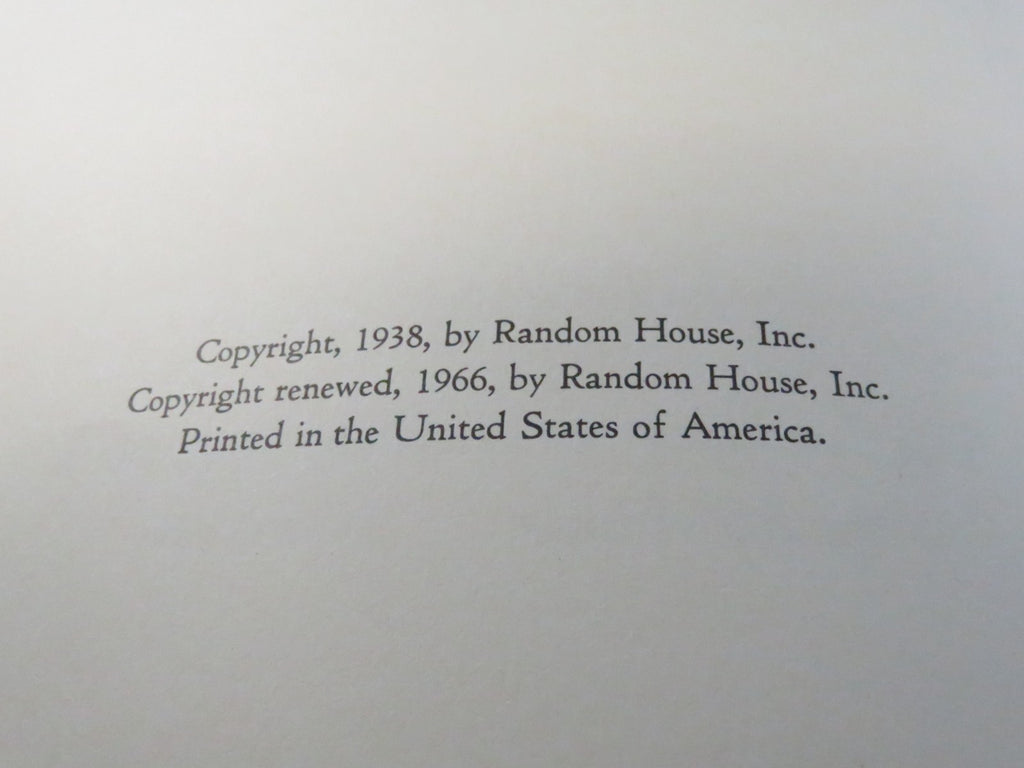 Copyright, 1938, by Random House, Inc.
Copyright renewed, 1966, by Random House, Inc.
Printed in the United States of America.